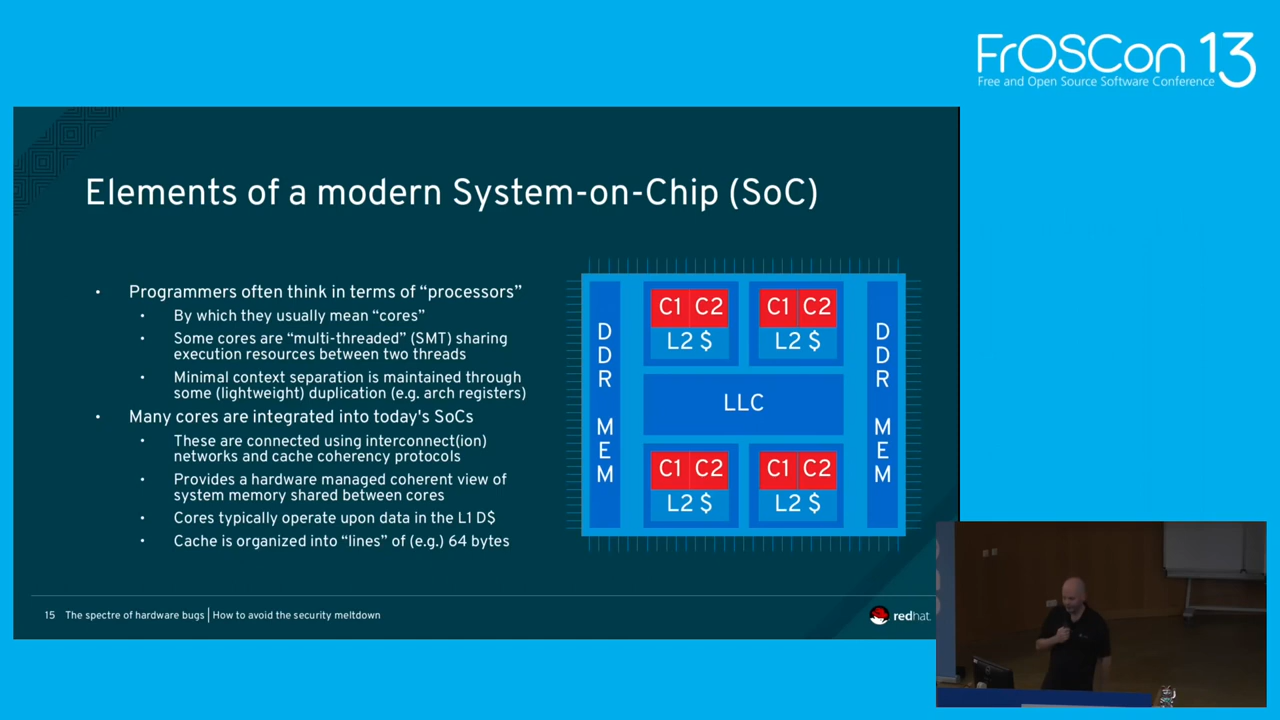 FrOSCon 13
Free and Open Source Software Conference
Elements of a modern System-on-Chip (SoC)
• Programmers often think in terms of “processors”
• By which they usually mean “cores”
• Some cores are “multi-threaded” (SMT) sharing
execution resources between two threads
• Minimal context separation is maintained through
some (lightweight) duplication (e.g. arch registers)
• Many cores are integrated into today's SoCs
• These are connected using interconnect(ion)
networks and cache coherency protocols
• Provides a hardware managed coherent view of
system memory shared between cores
• Cores typically operate upon data in the L1 D$
• Cache is organized into “lines” of (e.g.) 64 bytes
DDR MEM
C1 C2
L2 $
C1 C2
L2 $
LLC
C1 C2
L2 $
C1 C2
L2 $
DDR MEM
15 The spectre of hardware bugs | How to avoid the security meltdown
redhat.